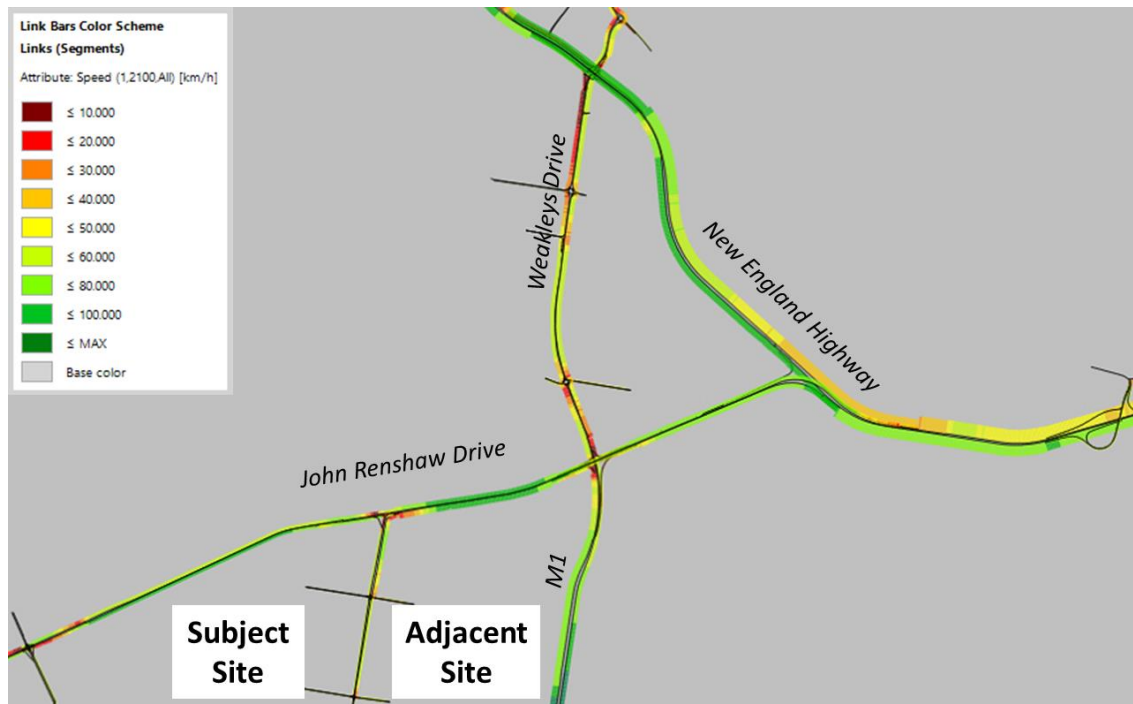 Link Bars Color Scheme
Links (Segments)
Attribute: Speed (1,2100,All) [km/h]
≤ 10.000
≤ 20.000
≤ 30.000
≤ 40.000
≤ 50.000
≤ 60.000
≤ 80.000
≤ 100.000
≤ MAX
Base color
Weakleys Drive
New England Highway
John Renshaw Drive
M1
Subject
Site
Adjacent
Site